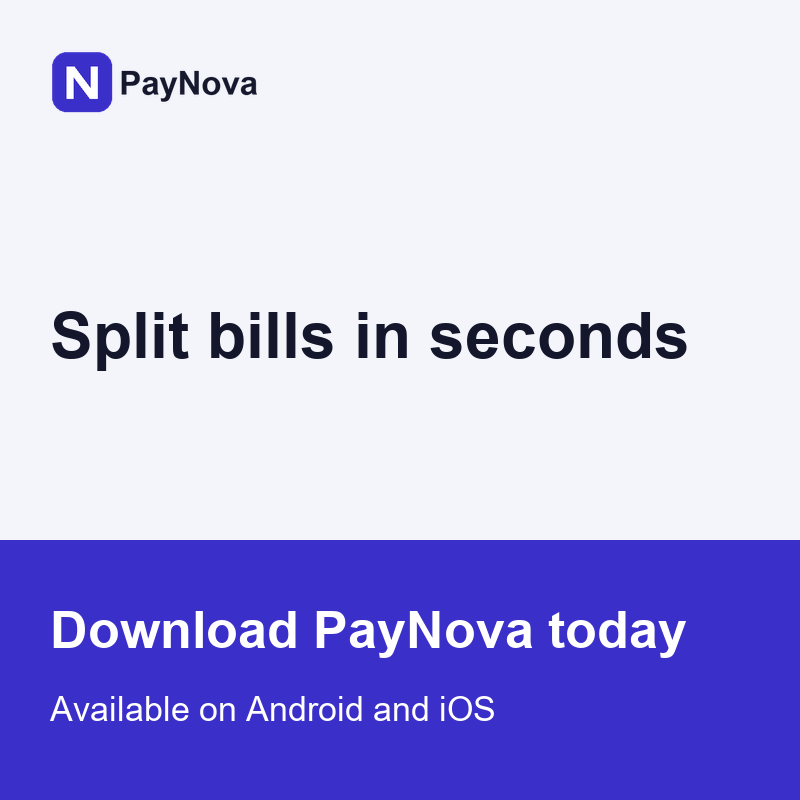 N PayNova
Split bills in seconds
Download PayNova today
Available on Android and iOS